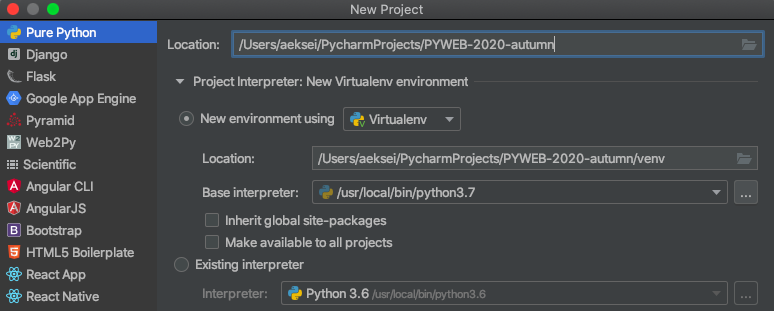 New Project
Pure Python
Django
Flask
Google App Engine
Pyramid
Web2Py
Scientific
Angular CLI
AngularJS
Bootstrap
HTML5 Boilerplate
React App
React Native
Location: /Users/aeksei/PycharmProjects/PYWEB-2020-autumn
Project Interpreter: New Virtualenv environment
New environment using Virtualenv
Location: /Users/aeksei/PycharmProjects/PYWEB-2020-autumn/venv
Base interpreter: /usr/local/bin/python3.7 ...
Inherit global site-packages
Make available to all projects
Existing interpreter
Interpreter: Python 3.6 /usr/local/bin/python3.6 ...